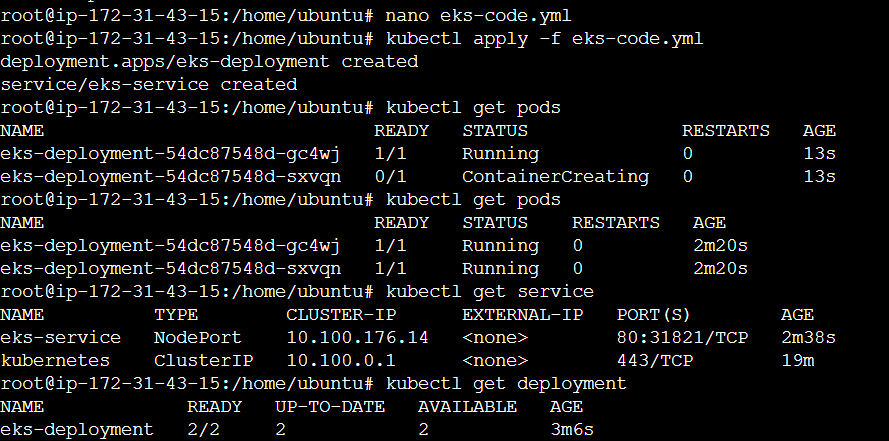 root@ip-172-31-43-15:/home/ubuntu# nano eks-code.yml
root@ip-172-31-43-15:/home/ubuntu# kubectl apply -f eks-code.yml
deployment.apps/eks-deployment created
service/eks-service created
root@ip-172-31-43-15:/home/ubuntu# kubectl get pods
NAME READY STATUS RESTARTS AGE
eks-deployment-54dc87548d-gc4wj 1/1 Running 0 13s
eks-deployment-54dc87548d-sxvqn 0/1 ContainerCreating 0 13s
root@ip-172-31-43-15:/home/ubuntu# kubectl get pods
NAME READY STATUS RESTARTS AGE
eks-deployment-54dc87548d-gc4wj 1/1 Running 0 2m20s
eks-deployment-54dc87548d-sxvqn 1/1 Running 0 2m20s
root@ip-172-31-43-15:/home/ubuntu# kubectl get service
NAME TYPE CLUSTER-IP EXTERNAL-IP PORT(S) AGE
eks-service NodePort 10.100.176.14 <none> 80:31821/TCP 2m38s
kubernetes ClusterIP 10.100.0.1 <none> 443/TCP 19m
root@ip-172-31-43-15:/home/ubuntu# kubectl get deployment
NAME READY UP-TO-DATE AVAILABLE AGE
eks-deployment 2/2 2 2 3m6s